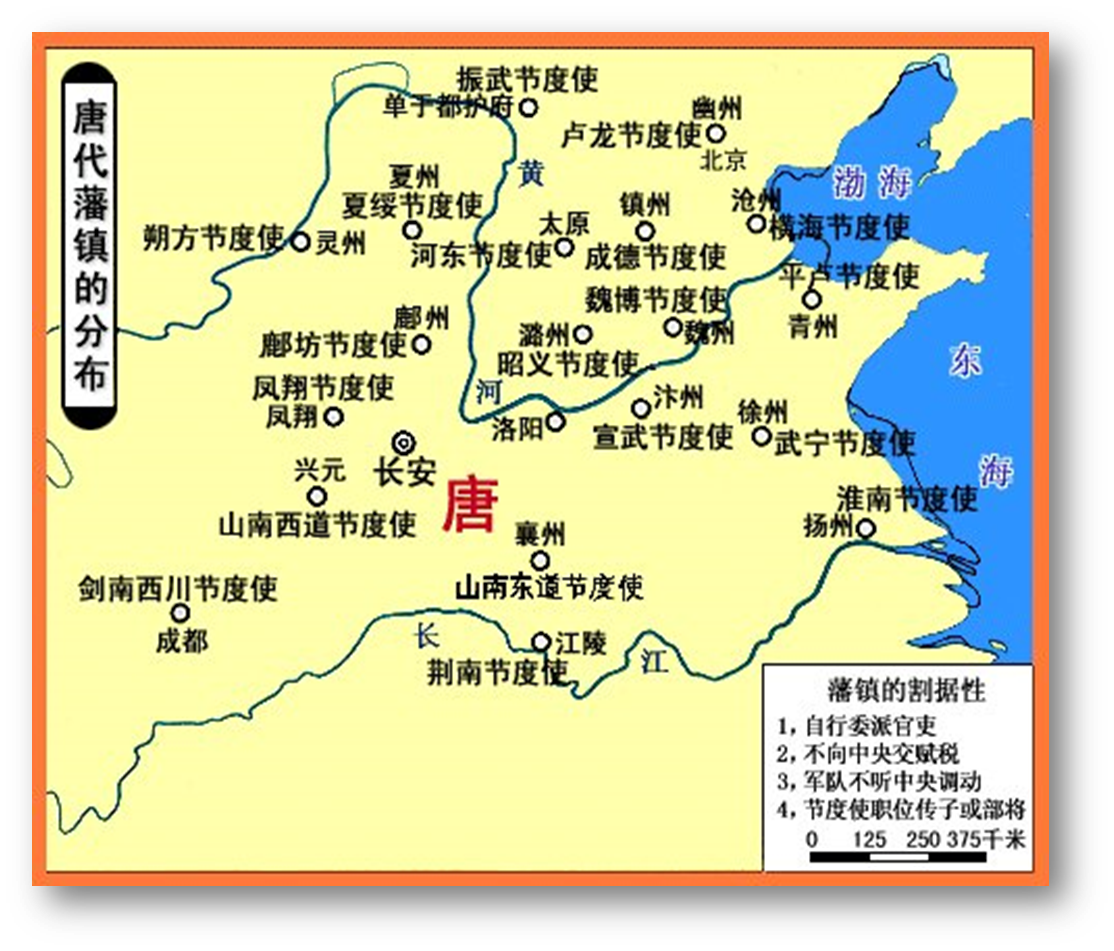 唐代藩镇的分布
振武节度使
单于都护府
幽州
卢龙节度使
北京
黄
夏州
夏绥节度使
渤海
朔方节度使
灵州
太原
河东节度使
镇州
成德节度使
沧州
横海节度使
平卢节度使
青州
魏博节度使
魏州
潞州
昭义节度使
鄜州
鄜坊节度使
东
凤翔节度使
凤翔
河
洛阳
汴州
宣武节度使
徐州
武宁节度使
长安
海
兴元
山南西道节度使
唐
淮南节度使
扬州
襄州
山南东道节度使
剑南西川节度使
成都
长
江陵
荆南节度使
江
藩镇的割据性
1，自行委派官吏
2，不向中央交赋税
3，军队不听中央调动
4，节度使职位传子或部将
0 125 250 375千米